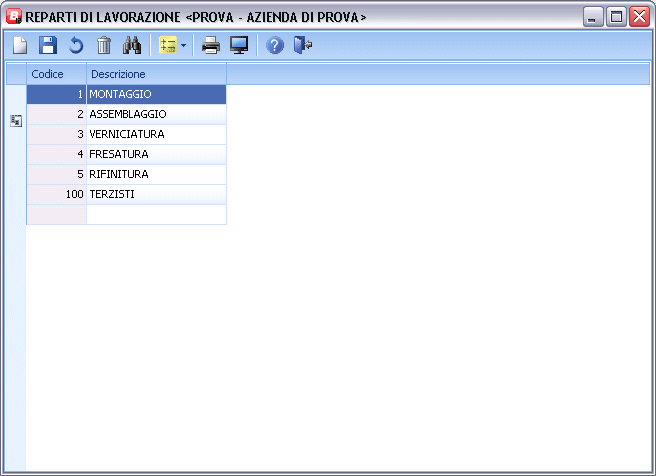 REPARTI DI LAVORAZIONE <PROVA - AZIENDA DI PROVA>
Codice Descrizione
1 MONTAGGIO
2 ASSEMBLAGGIO
3 VERNICIATURA
4 FRESATURA
5 RIFINITURA
100 TERZISTI